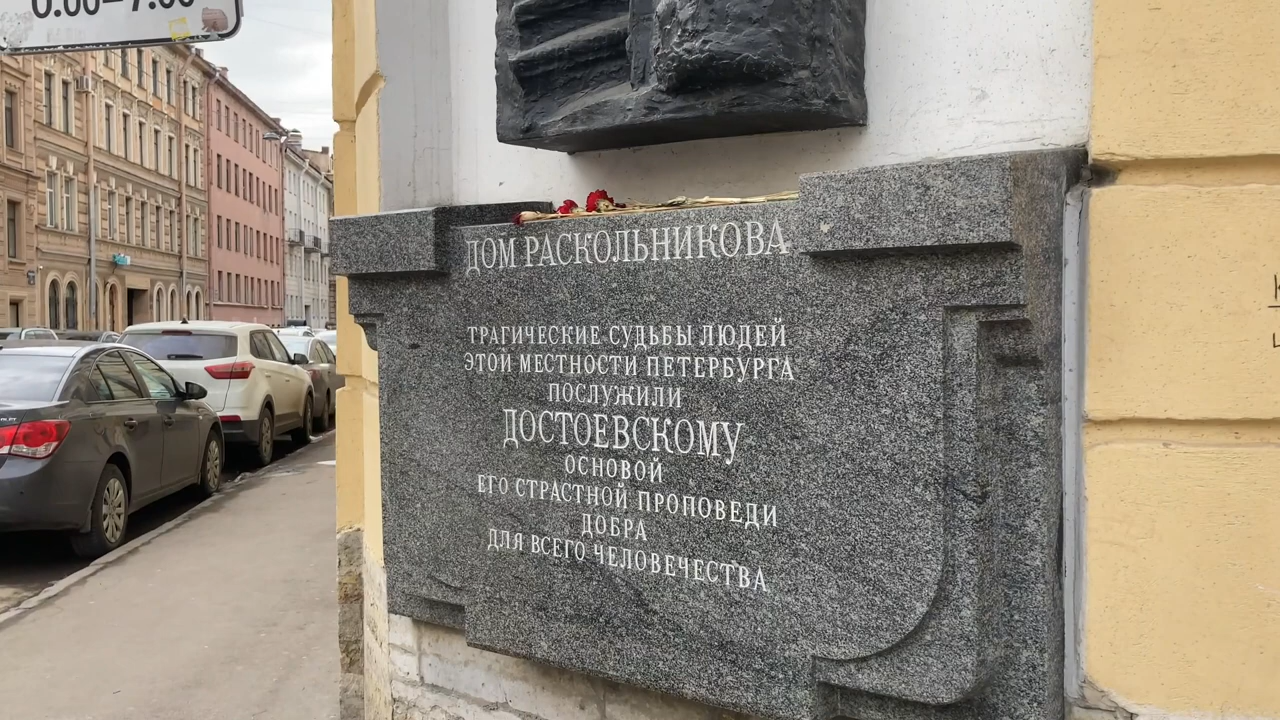 ДОМ РАСКОЛЬНИКОВА
ТРАГИЧЕСКИЕ СУДЬБЫ ЛЮДЕЙ
ЭТОЙ МЕСТНОСТИ ПЕТЕРБУРГА
ПОСЛУЖИЛИ
ДОСТОЕВСКОМУ
ОСНОВОЙ
ЕГО СТРАСТНОЙ ПРОПОВЕДИ
ДОБРА
ДЛЯ ВСЕГО ЧЕЛОВЕЧЕСТВА